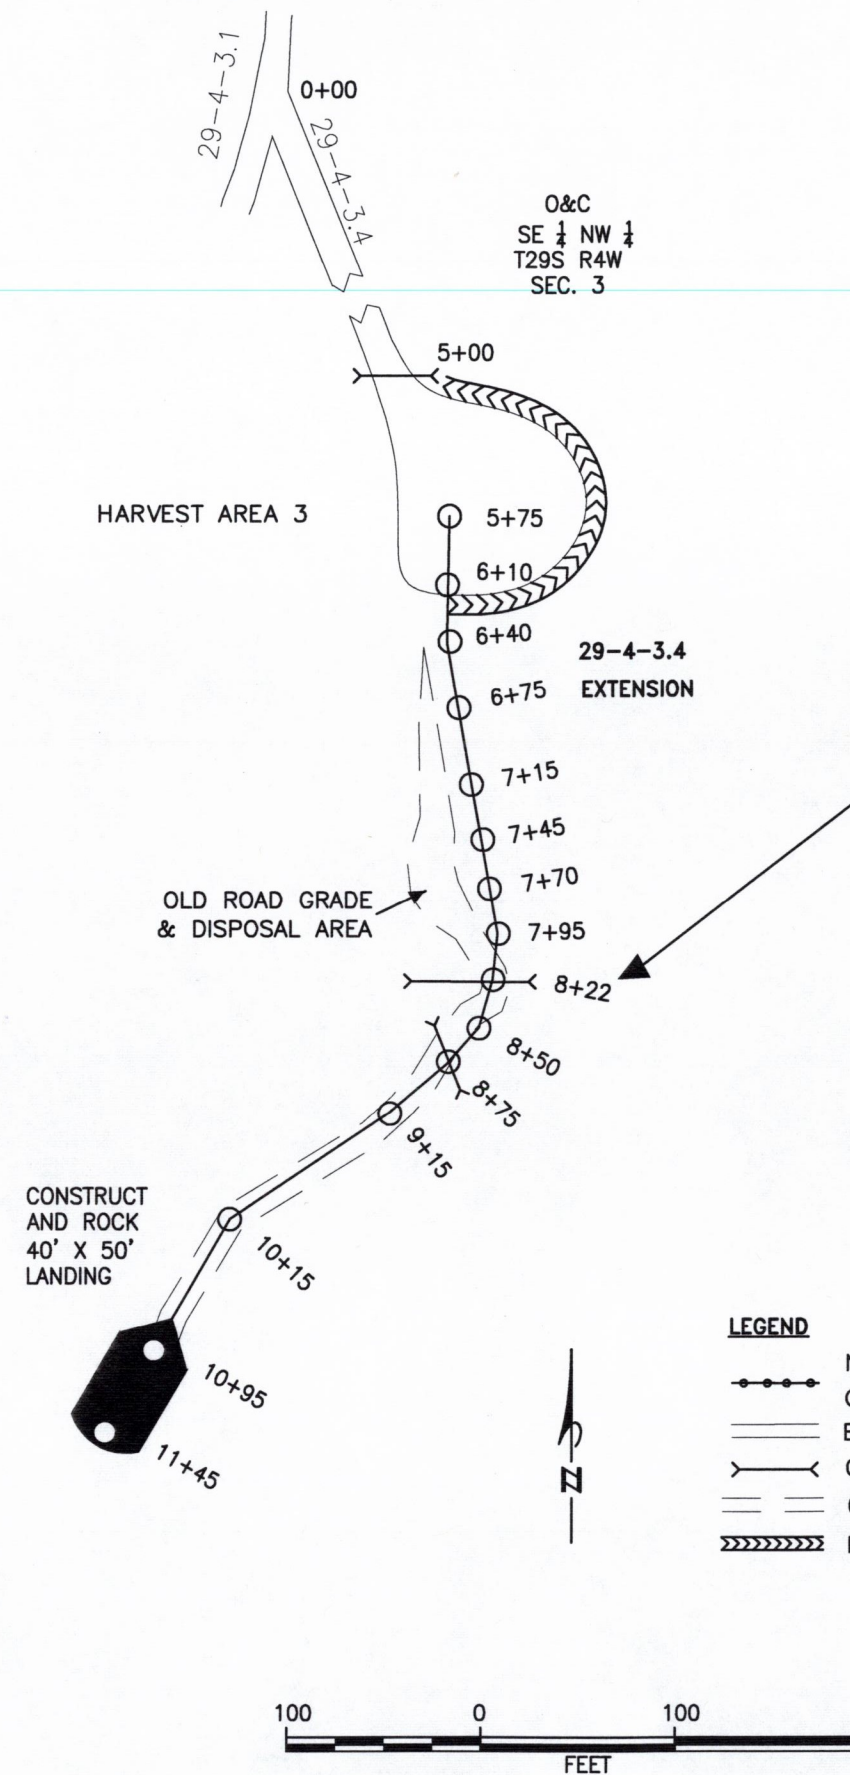 29-4-3.1
0+00
29-4-3.4
O&C
SE 1/4 NW 1/4
T29S R4W
SEC. 3
5+00
HARVEST AREA 3
5+75
6+10
6+40
29-4-3.4
EXTENSION
6+75
7+15
7+45
7+70
OLD ROAD GRADE
& DISPOSAL AREA
7+95
8+22
8+50
8+75
9+15
CONSTRUCT
AND ROCK
40' X 50'
LANDING
10+15
10+95
11+45
N
LEGEND
100 0 100
FEET